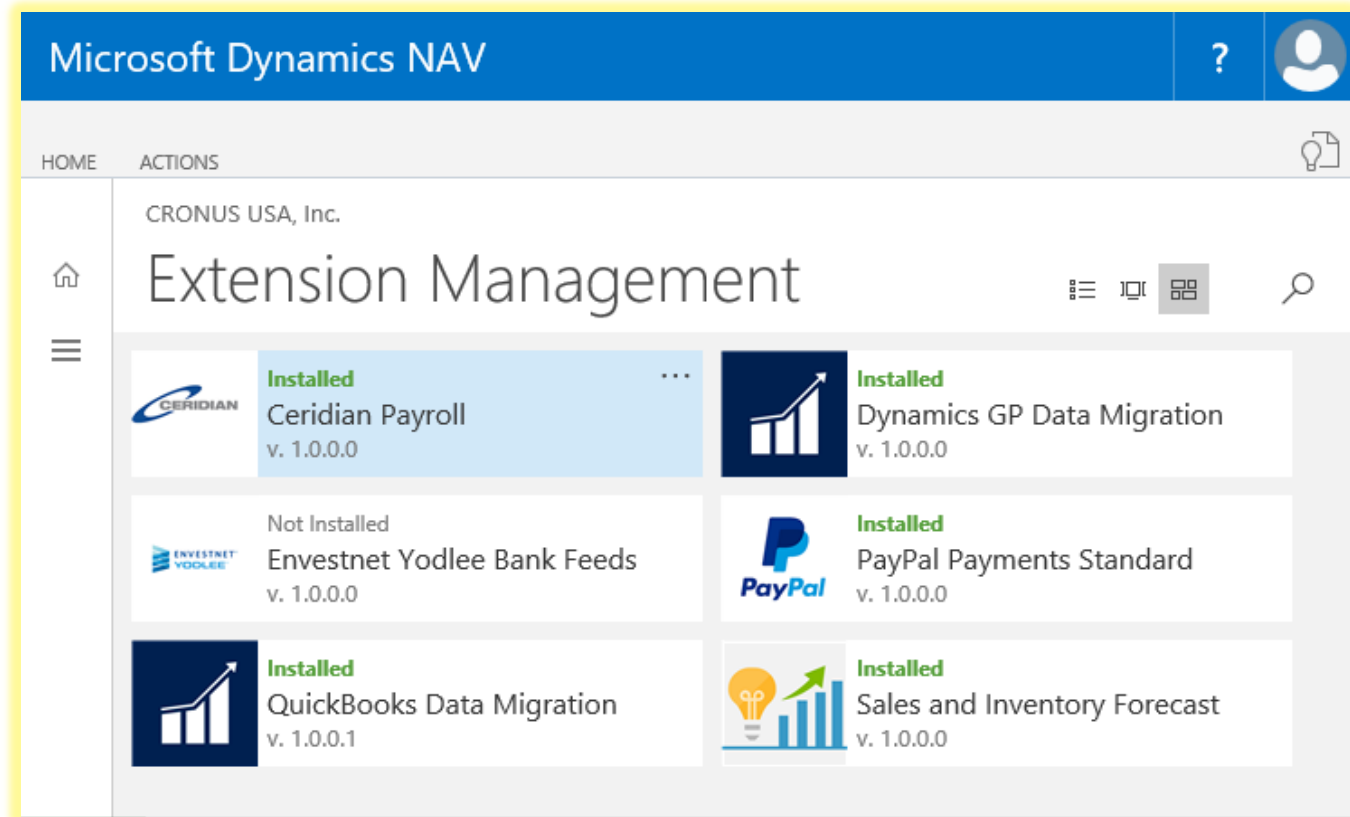 Microsoft Dynamics NAV
?
HOME ACTIONS
CRONUS USA, Inc.
Extension Management
CERIDIAN
Installed
Ceridian Payroll
v. 1.0.0.0
Installed
Dynamics GP Data Migration
v. 1.0.0.0
ENVESTNET
YODLEE
Not Installed
Envestnet Yodlee Bank Feeds
v. 1.0.0.0
PayPal
Installed
PayPal Payments Standard
v. 1.0.0.0
Installed
QuickBooks Data Migration
v. 1.0.0.1
Installed
Sales and Inventory Forecast
v. 1.0.0.0